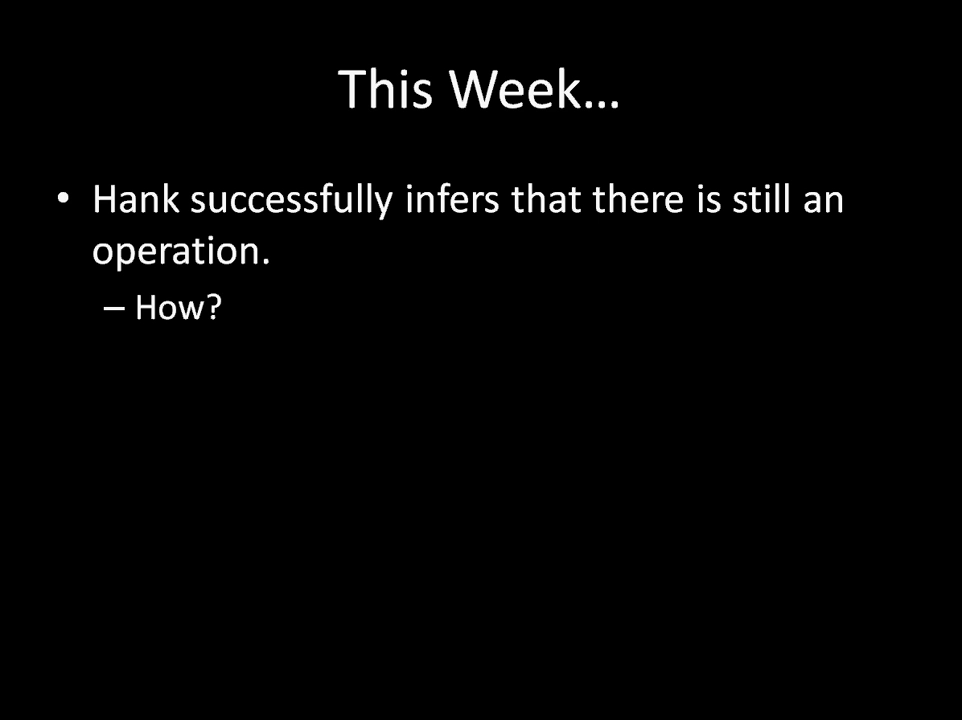 This Week…
• Hank successfully infers that there is still an
operation.
– How?